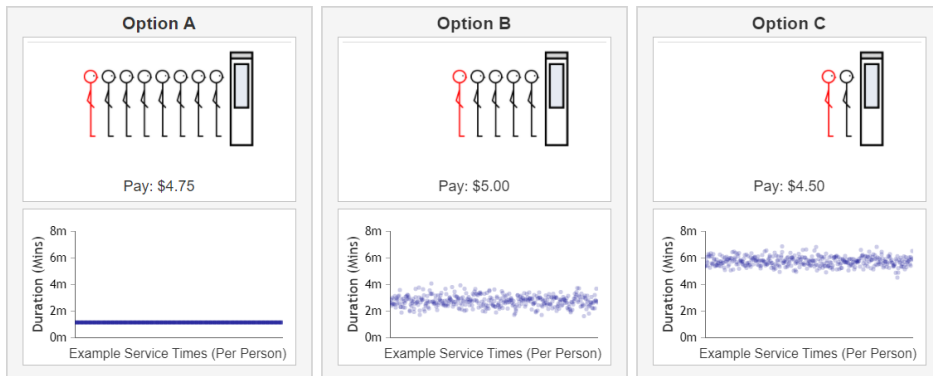 Option A
Pay: $4.75
8m
6m
4m
2m
0m
Duration (Mins)
Example Service Times (Per Person)
Option B
Pay: $5.00
8m
6m
4m
2m
0m
Duration (Mins)
Example Service Times (Per Person)
Option C
Pay: $4.50
8m
6m
4m
2m
0m
Duration (Mins)
Example Service Times (Per Person)